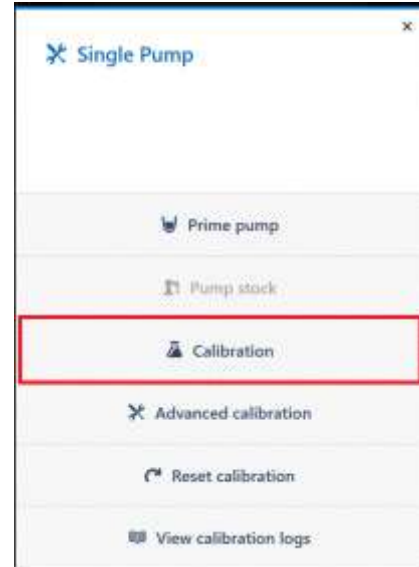 Single Pump
Prime pump
Pump stock
Calibration
Advanced calibration
Reset calibration
View calibration logs